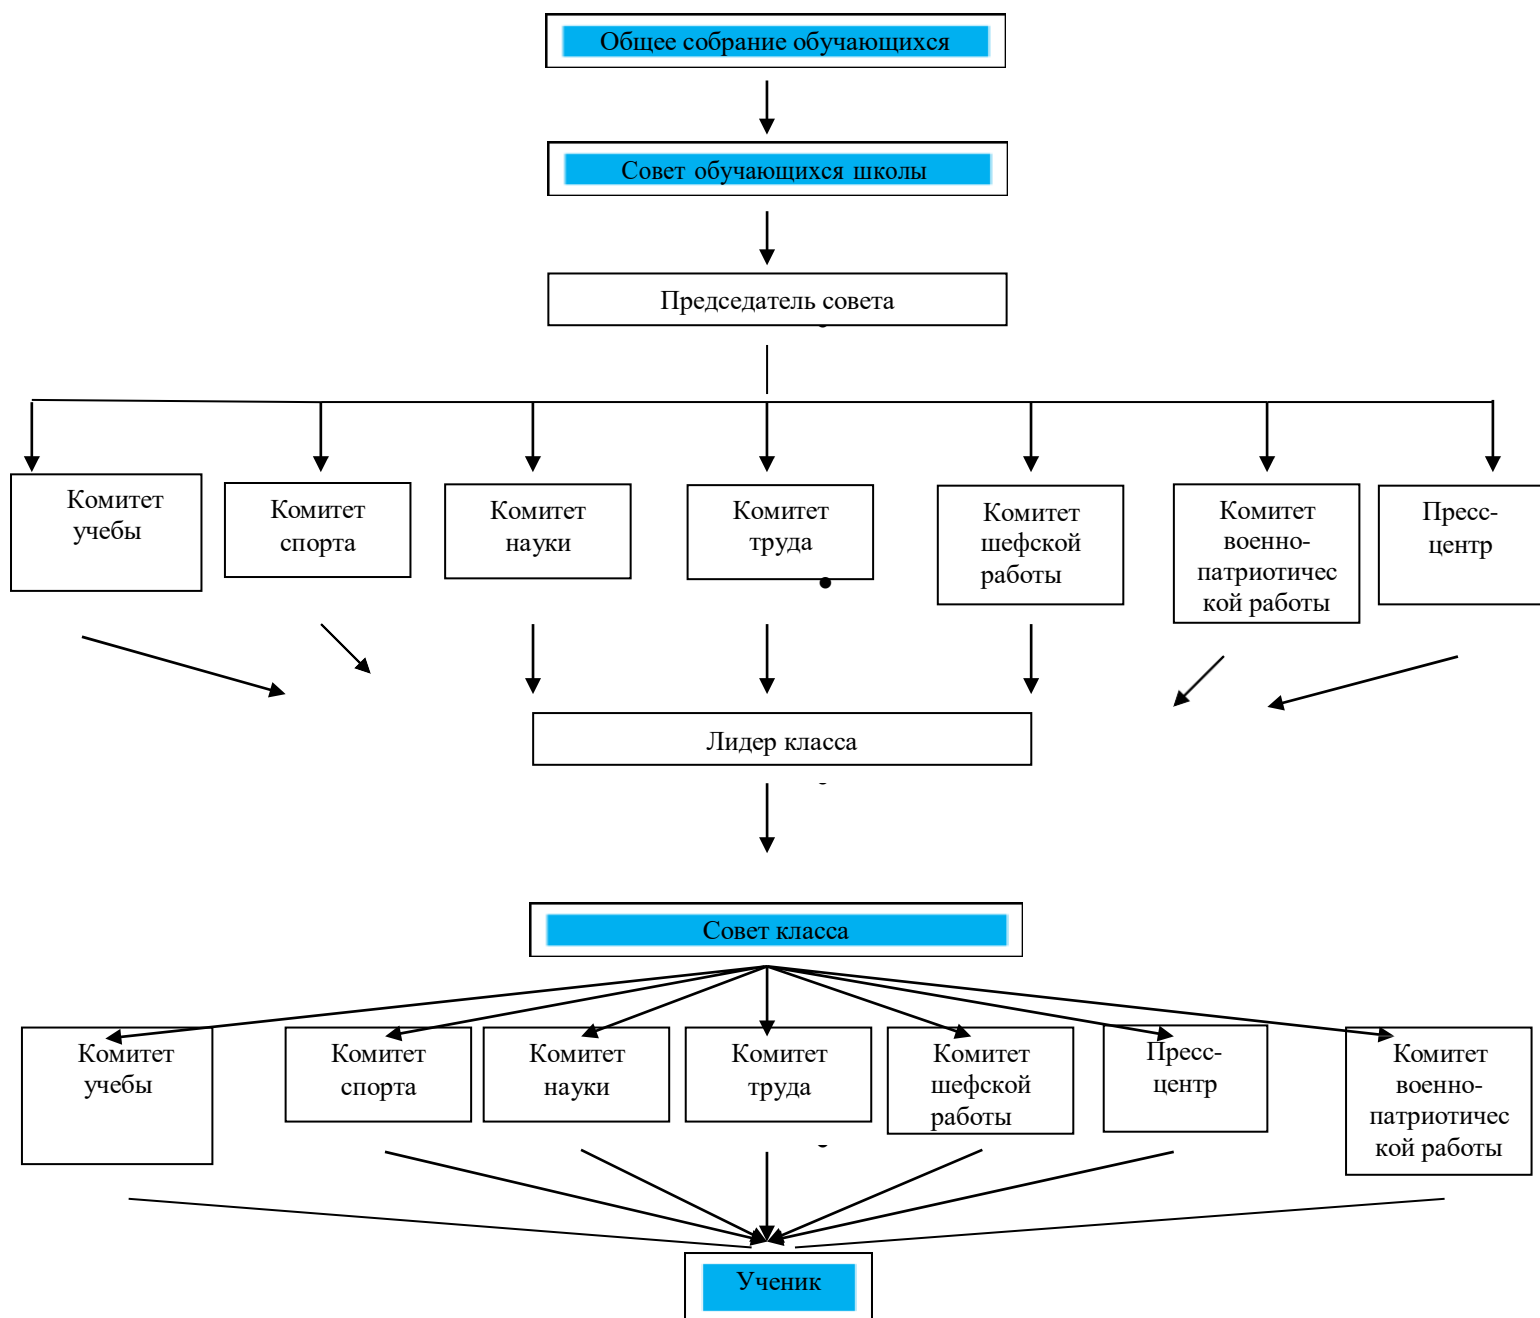 Общее собрание обучающихся
Совет обучающихся школы
Председатель совета
Комитет
учебы
Комитет
спорта
Комитет
науки
Комитет
труда
Комитет
шефской
работы
Комитет
военно-
патриотичес
кой работы
Пресс-
центр
Лидер класса
Совет класса
Комитет
учебы
Комитет
спорта
Комитет
науки
Комитет
труда
Комитет
шефской
работы
Пресс-
центр
Комитет
военно-
патриотичес
кой работы
Ученик